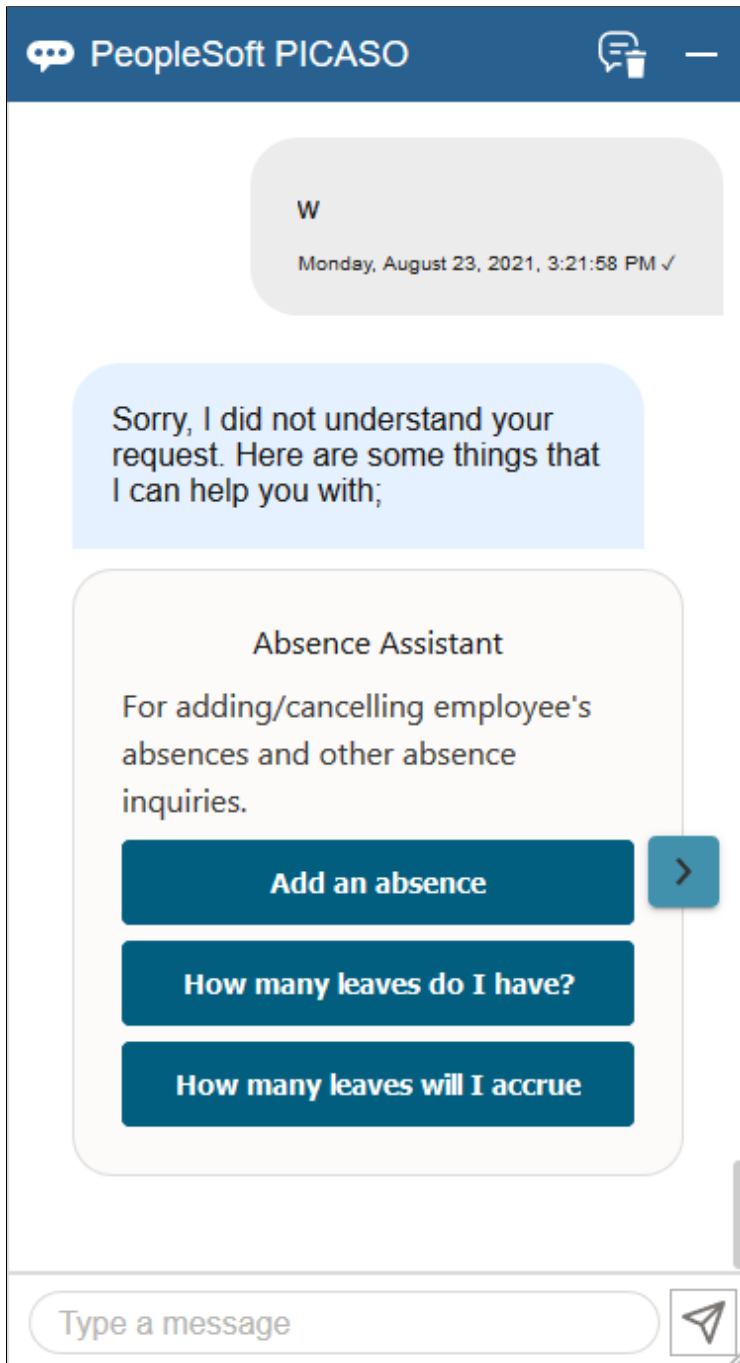 PeopleSoft PICASO
w
Monday, August 23, 2021, 3:21:58 PM ✓
Sorry, I did not understand your
request. Here are some things that
I can help you with;
Absence Assistant
For adding/cancelling employee's
absences and other absence
inquiries.
Add an absence
How many leaves do I have?
How many leaves will I accrue
Type a message